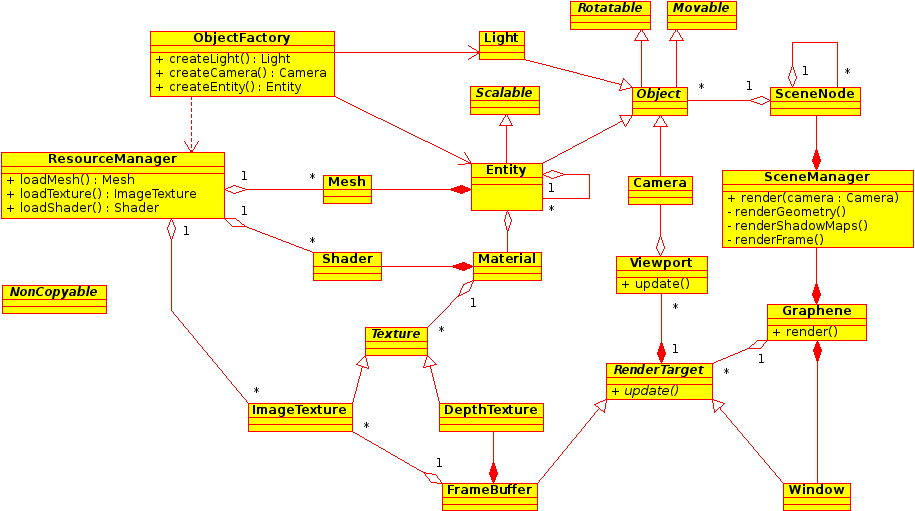 Rotatable
Movable
ObjectFactory
+ createLight() : Light
+ createCamera() : Camera
+ createEntity() : Entity
Light
Scalable
Object
*
1
SceneNode
1
*
ResourceManager
+ loadMesh() : Mesh
+ loadTexture() : ImageTexture
+ loadShader() : Shader
1
*
Mesh
Entity
1
*
Camera
SceneManager
+ render(camera : Camera)
- renderGeometry()
- renderShadowMaps()
- renderFrame()
1
*
1
Shader
Material
1
*
Viewport
+ update()
*
1
NonCopyable
Graphene
+ render()
1
*
Texture
RenderTarget
+ update()
*
ImageTexture
*
DepthTexture
1
FrameBuffer
Window